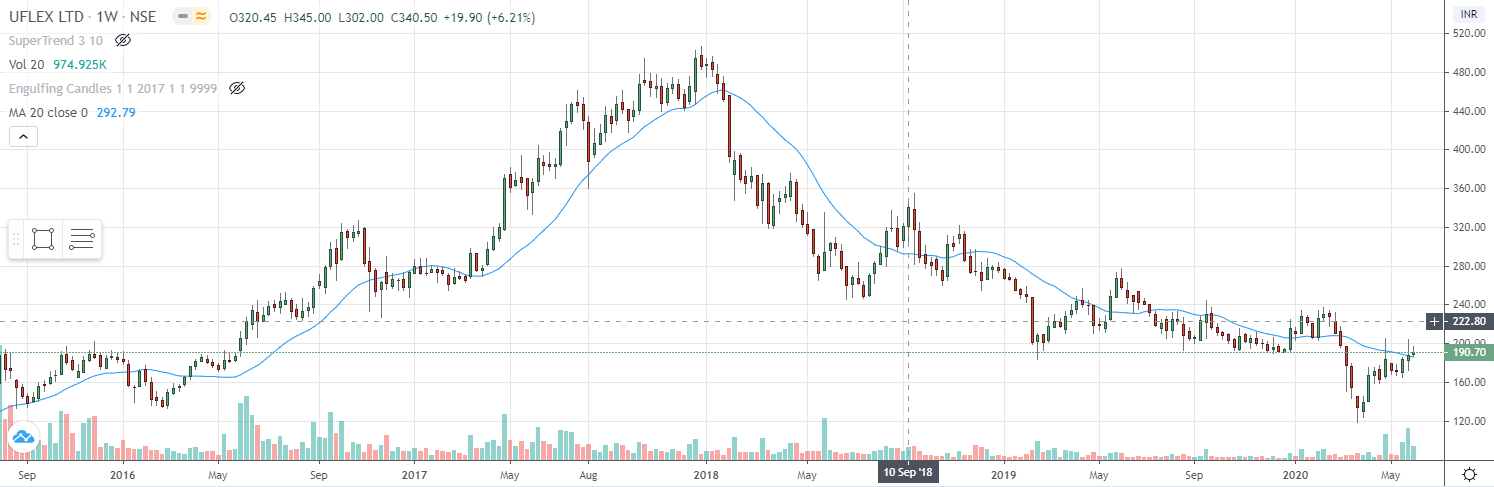 UFLEX LTD · 1W · NSE O320.45 H345.00 L302.00 C340.50 +19.90 (+6.21%)
SuperTrend 3 10
Vol 20 974.925K
Engulfing Candles 1 1 2017 1 1 9999
MA 20 close 0 292.79
INR
520.00
480.00
440.00
400.00
360.00
320.00
280.00
240.00
222.80
200.00
190.70
160.00
120.00
Sep 2016 May Sep 2017 May Aug 2018 May 10 Sep '18 2019 May Sep 2020 May